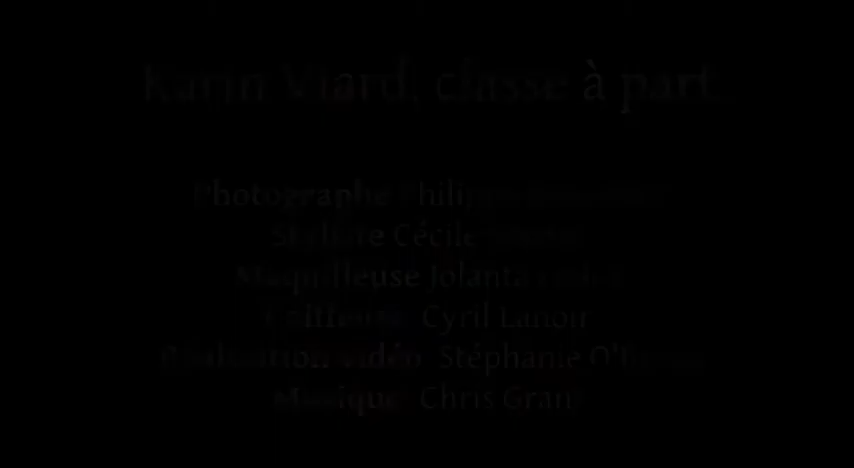 Karin Viard, classe à part.
Photographe Philippe
Styliste Cécile
Maquilleuse Jolanta
Coiffeur Cyril Lanoir
Réalisation vidéo Stéphanie
Musique Chris Grant